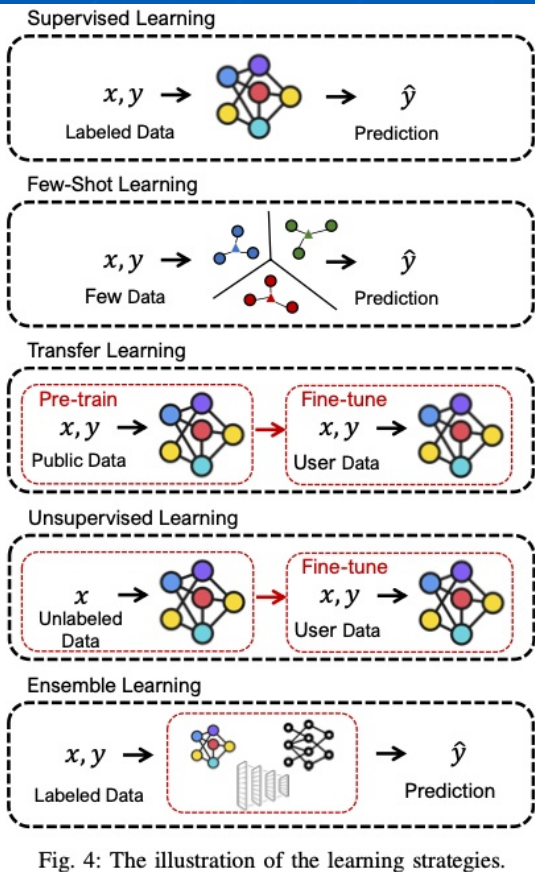 Supervised Learning
x, y ŷ
Labeled Data Prediction
Few-Shot Learning
x, y ŷ
Few Data Prediction
Transfer Learning
Pre-train Fine-tune
x, y x, y
Public Data User Data
Unsupervised Learning
Fine-tune
x x, y
Unlabeled
Data User Data
Ensemble Learning
x, y ŷ
Labeled Data Prediction
Fig. 4: The illustration of the learning strategies.